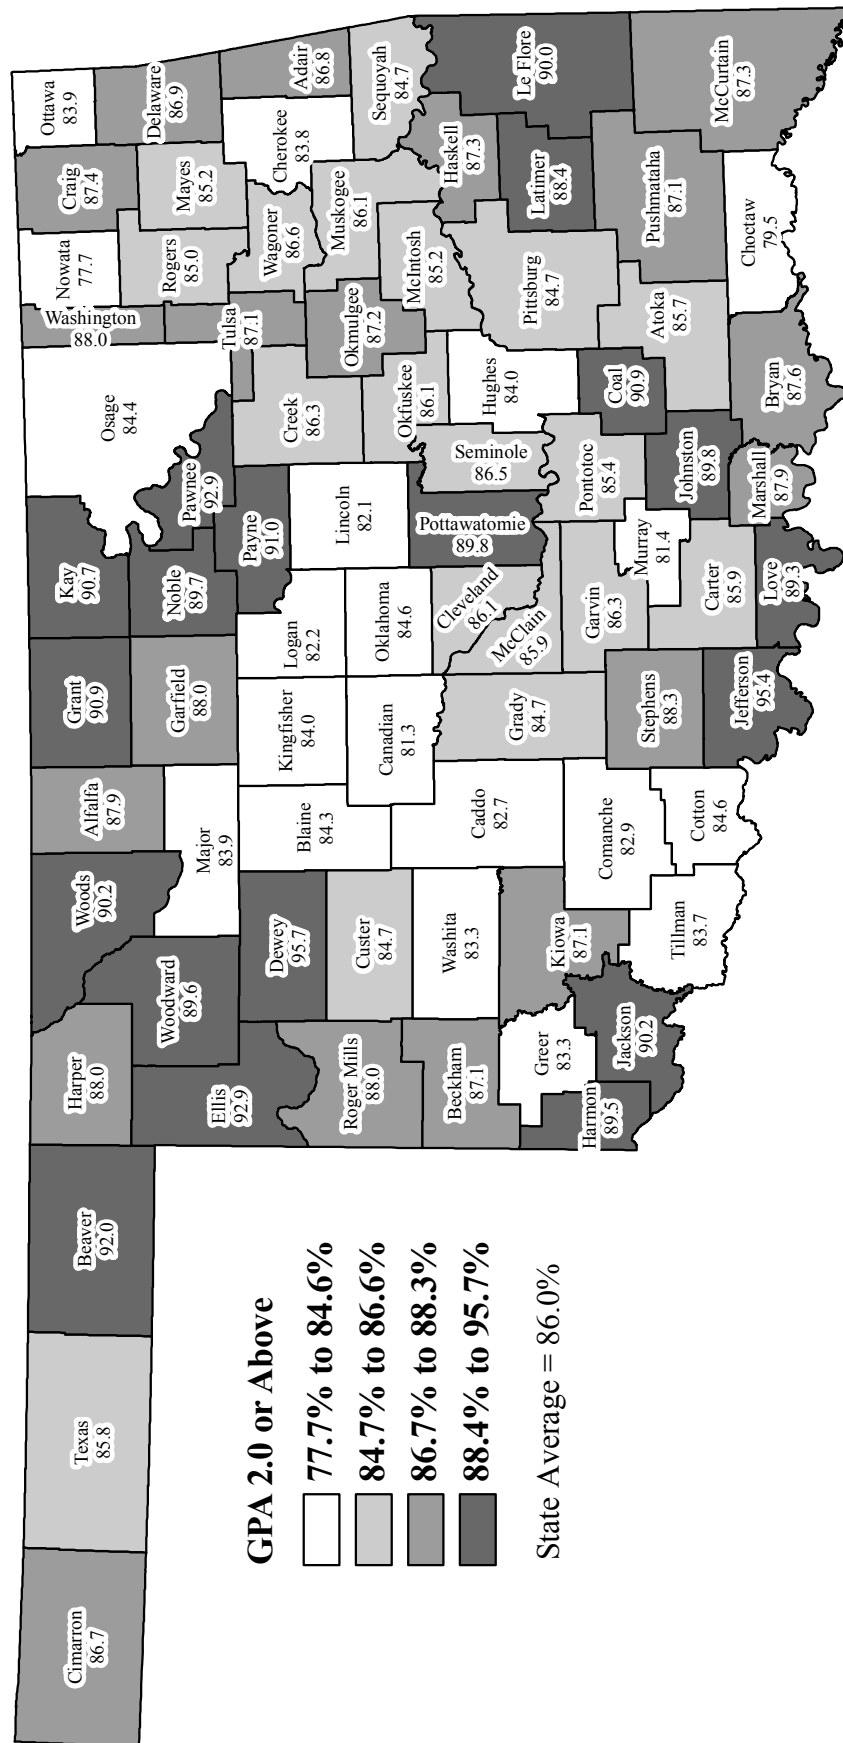 Cimarron
86.7
Texas
85.8
Beaver
92.0
Harper
88.0
Woods
90.2
Alfalfa
87.9
Grant
90.9
Kay
90.7
Osage
84.4
Washington
88.0
Nowata
77.7
Craig
87.4
Ottawa
83.9
Ellis
92.9
Woodward
89.6
Major
83.9
Garfield
88.0
Noble
89.7
Pawnee
92.9
Tulsa
87.1
Rogers
85.0
Mayes
85.2
Delaware
86.9
Roger Mills
88.0
Dewey
95.7
Blaine
84.3
Kingfisher
84.0
Logan
82.2
Payne
91.0
Lincoln
82.1
Creek
86.3
Okmulgee
87.2
Wagoner
86.6
Cherokee
83.8
Adair
86.8
Beckham
87.1
Custer
84.7
Washita
83.3
Caddo
82.7
Canadian
81.3
Oklahoma
84.6
Cleveland
86.1
Pottawatomie
89.8
Seminole
86.5
Okfuskee
86.1
Muskogee
86.1
McIntosh
85.2
Sequoyah
84.7
Haskell
87.3
Le Flore
90.0
Harmon
89.5
Greer
83.3
Jackson
90.2
Kiowa
87.1
Tillman
83.7
Comanche
82.9
Cotton
84.6
Grady
84.7
McClain
85.9
Garvin
86.3
Stephens
88.3
Jefferson
95.4
Murray
81.4
Carter
85.9
Love
89.3
Pontotoc
85.4
Johnston
89.8
Marshall
87.9
Hughes
84.0
Coal
90.9
Pittsburg
84.7
Atoka
85.7
Bryan
87.6
Latimer
88.4
Pushmataha
87.1
Choctaw
79.5
McCurtain
87.3
GPA 2.0 or Above
77.7% to 84.6%
84.7% to 86.6%
86.7% to 88.3%
88.4% to 95.7%
State Average = 86.0%